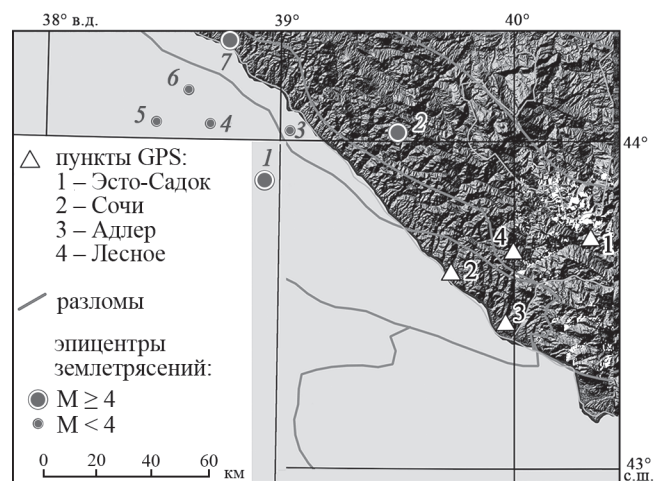 38° в.д.
39°
40°
7
6
5
4
3
2
44°
1
пункты GPS:
1 – Эсто-Садок
2 – Сочи
3 – Адлер
4 – Лесное
4
1
2
3
разломы
эпицентры
землетрясений:
M ≥ 4
M < 4
0 20 40 60
км
43°
с.ш.